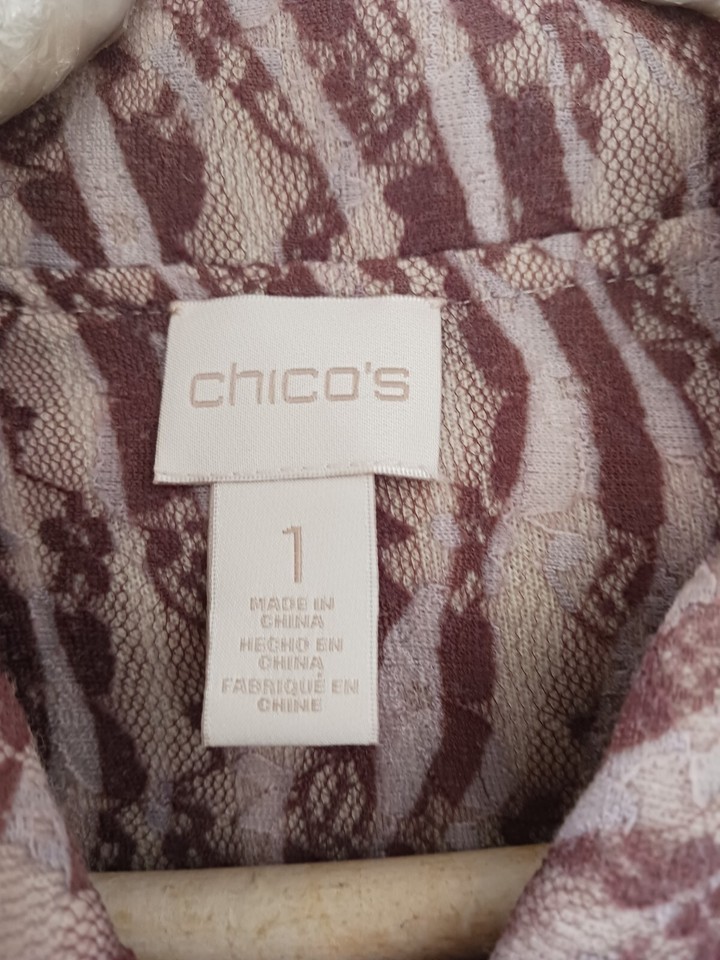 chico's
1
MADE IN
CHINA
HECHO EN
CHINA
FABRIQUÉ EN
CHINE